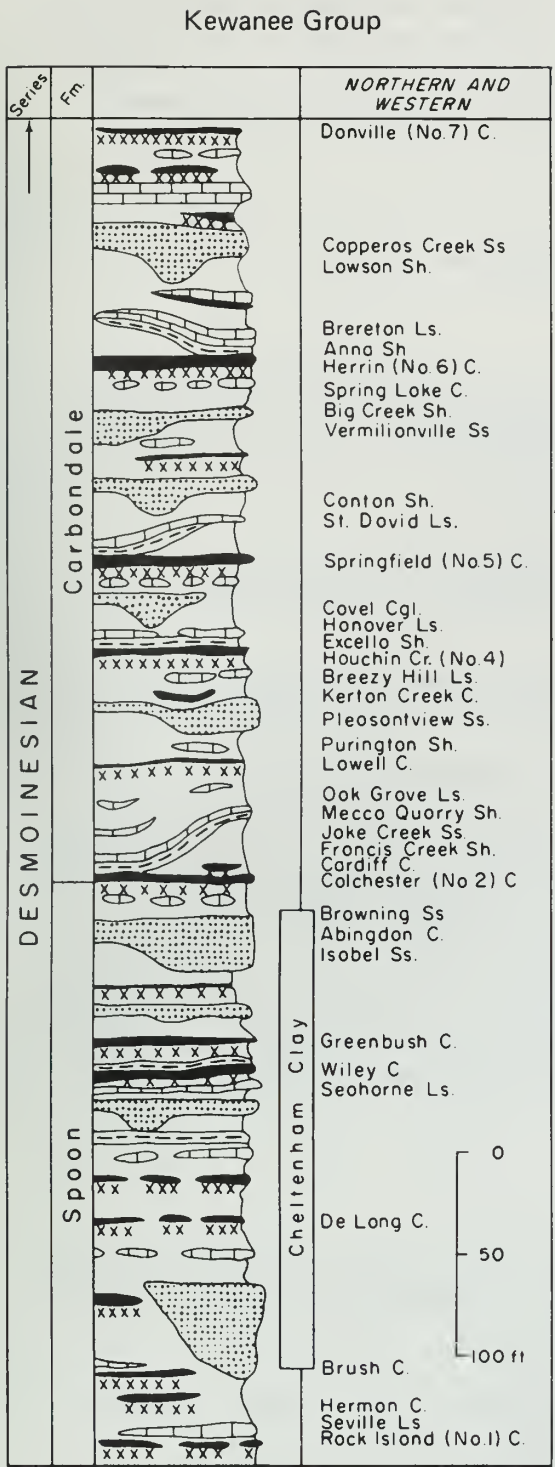 Kewanee Group
Series
Fm.
NORTHERN AND
WESTERN
DESMOINESIAN
Carbondale
Spoon
Donville (No.7) C.
Copperos Creek Ss
Lowson Sh.
Brereton Ls.
Anna Sh
Herrin (No.6) C.
Spring Loke C.
Big Creek Sh.
Vermilionville Ss
Conton Sh.
St. Dovid Ls.
Springfield (No.5) C.
Covel Cgl.
Honover Ls.
Excello Sh.
Houchin Cr. (No.4)
Breezy Hill Ls.
Kerton Creek C.
Pleosontview Ss.
Purington Sh.
Lowell C.
Ook Grove Ls.
Mecco Quorry Sh.
Joke Creek Ss.
Francis Creek Sh.
Cardiff C.
Colchester (No 2) C
Browning Ss
Abingdon C.
Isobel Ss.
Greenbush C.
Wiley C
Seohorne Ls.
De Long C.
Brush C.
Hermon C.
Seville Ls
Rock Island (No.1) C.
Cheltenham Clay
0
50
100 ft